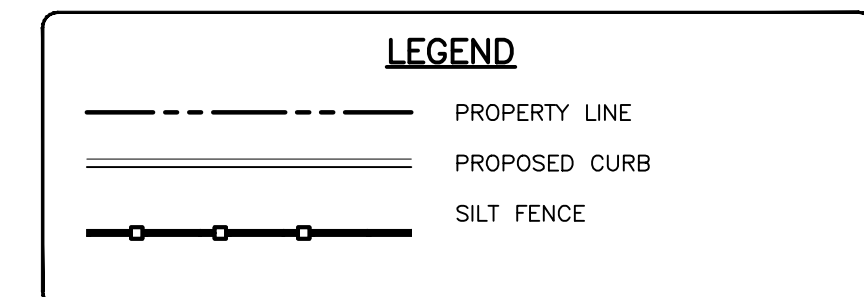 LEGEND
PROPERTY LINE
PROPOSED CURB
SILT FENCE